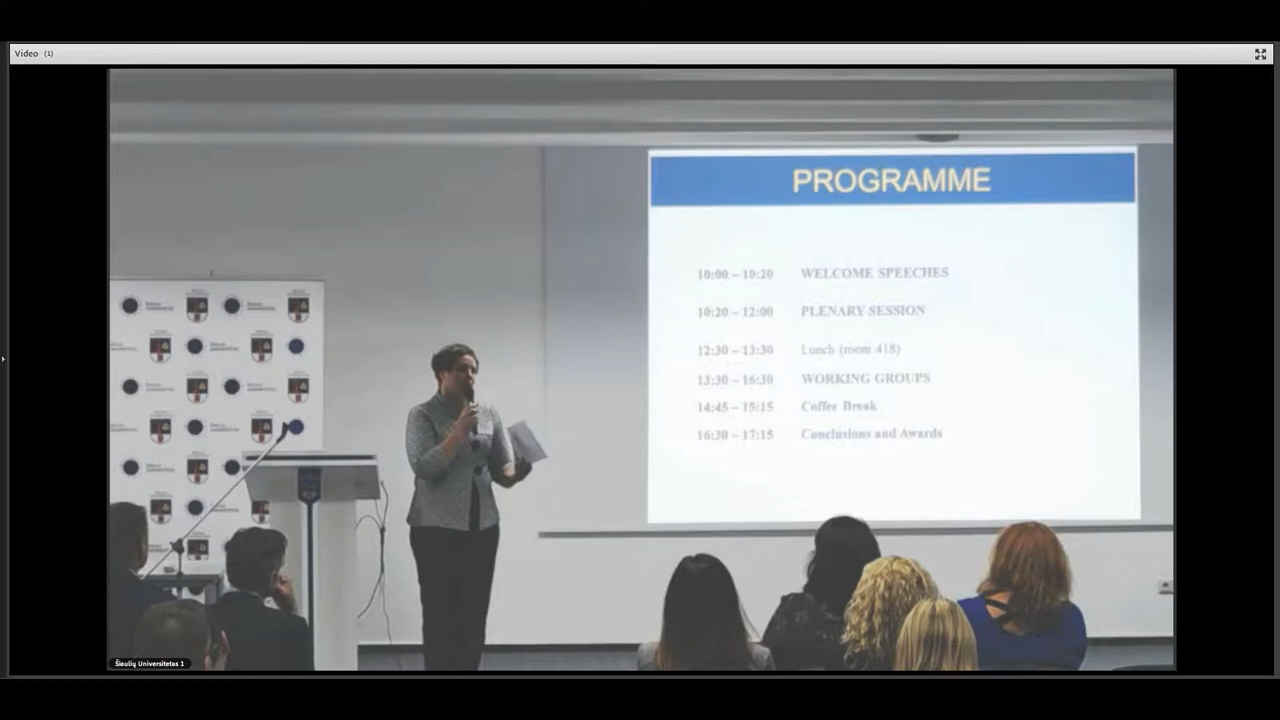 Video (1)
PROGRAMME
10:00 – 10:20 WELCOME SPEECHES
10:20 – 12:00 PLENARY SESSION
12:30 – 13:30 Lunch (room 418)
13:30 – 16:30 WORKING GROUPS
14:45 – 15:15 Coffee Break
16:30 – 17:15 Conclusions and Awards
Šiaulių Universitetas 1